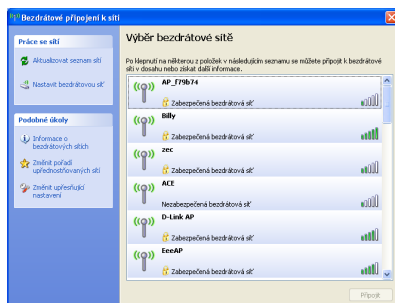 Bezdrátové připojení k síti
Práce se sítí
Aktualizovat seznam sítí
Nastavit bezdrátovou síť
Podobné úkoly
Informace o
bezdrátových sítích
Změnit pořadí
upřednostňovaných sítí
Změnit upřesňující
nastavení
Výběr bezdrátové sítě
Po klepnutí na některou z položek v následujícím seznamu se můžete připojit k bezdrátové
síti v dosahu nebo získat další informace.
AP_f79b74
Zabezpečená bezdrátová síť
Billy
Zabezpečená bezdrátová síť
zec
Zabezpečená bezdrátová síť
ACE
Nezabezpečená bezdrátová síť
D-Link AP
Zabezpečená bezdrátová síť
EeeAP
Zabezpečená bezdrátová síť
Připojit